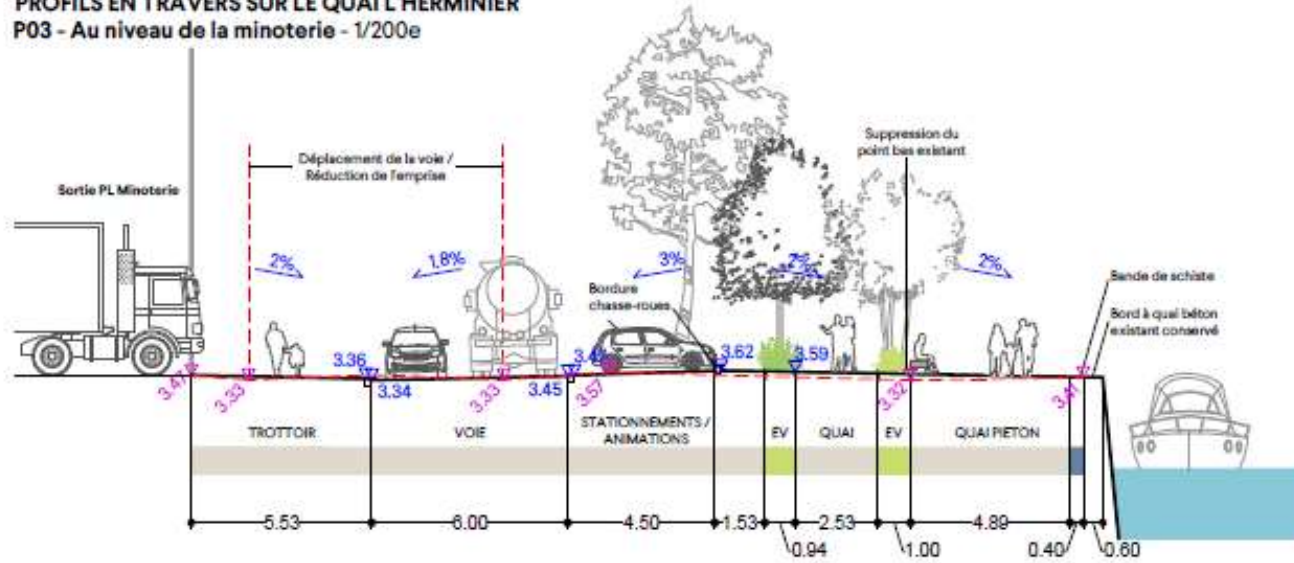 PROFILS EN TRAVERS SUR LE QUAI L'HERMINIER
P03 - Au niveau de la minoterie - 1/200e
Suppression du
point bas existant
Déplacement de la voie /
Réduction de l'emprise
Sortie PL Minoterie
2%
1,8%
3%
2%
2%
Bande de schiste
Bordure
chasse-roues
Bord à quai béton
existant conservé
3.47
3.33
3.36
3.34
3.33
3.45
3.57
3.62
3.59
3.32
3.41
TROTTOIR
VOIE
STATIONNEMENTS /
ANIMATIONS
EV
QUAI
EV
QUAI PIETON
5.53
6.00
4.50
1.53
2.53
4.89
0.94
1.00
0.40
0.60